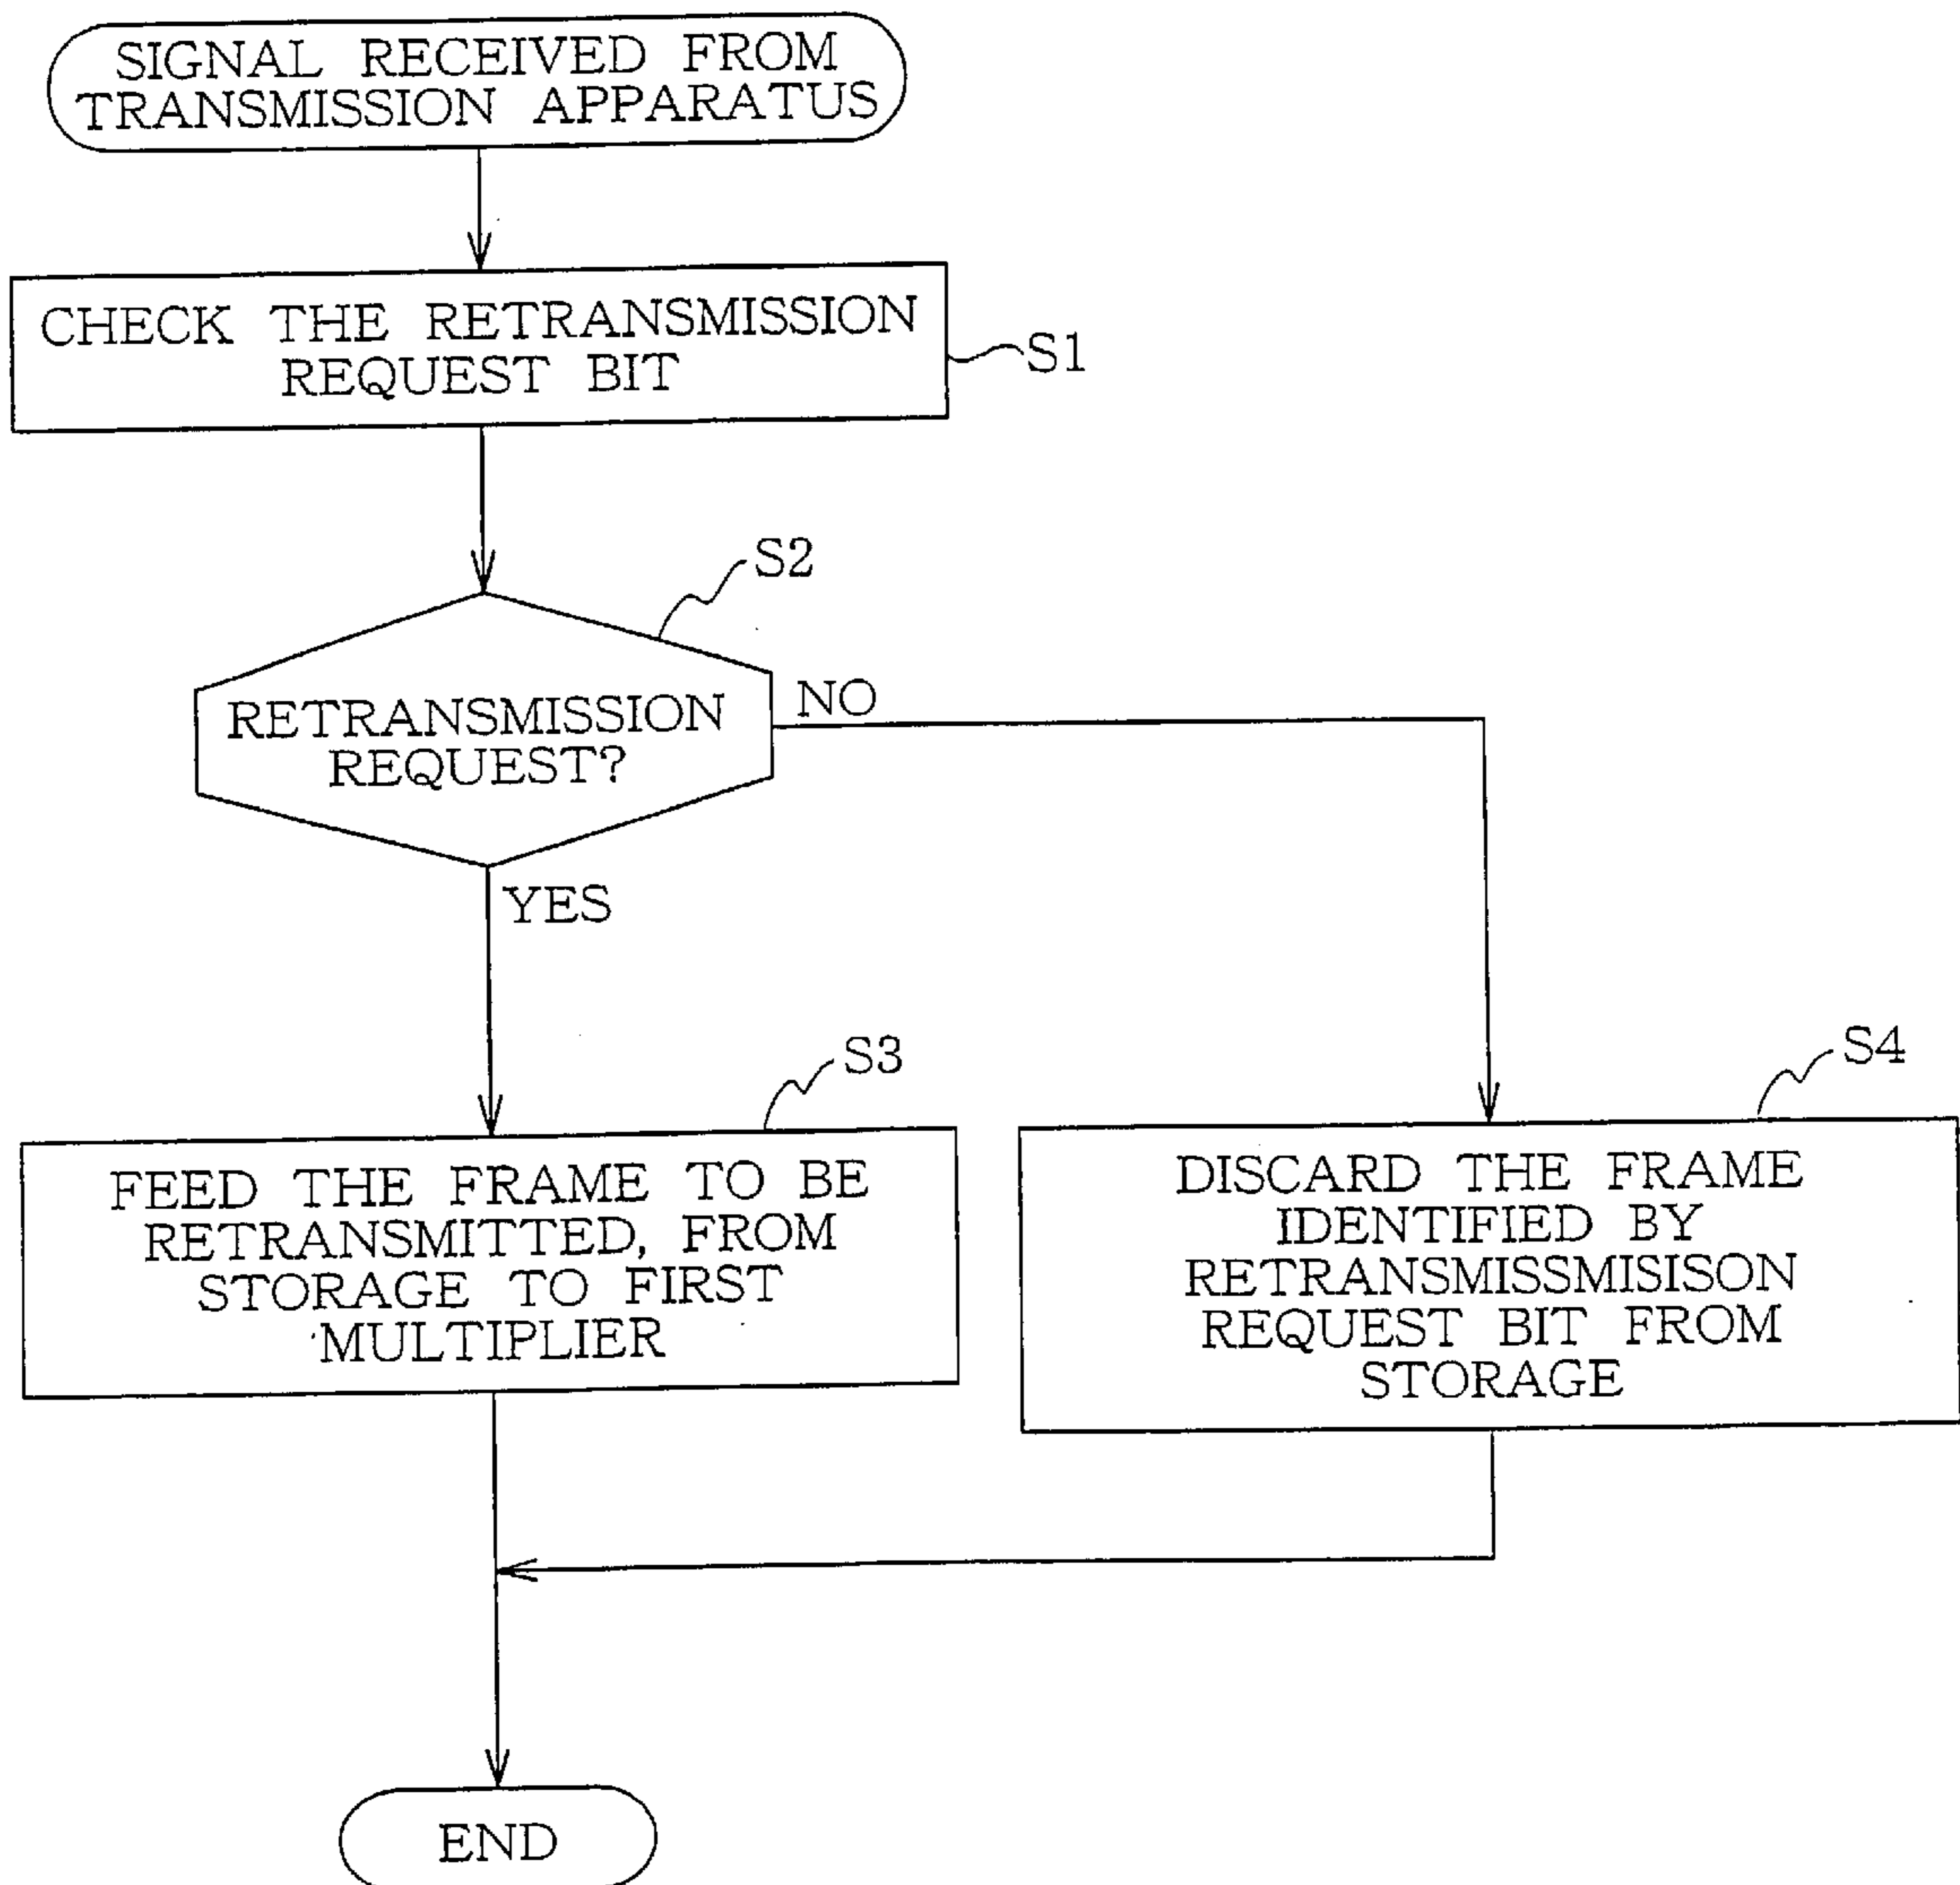 SIGNAL RECEIVED FROM
TRANSMISSION APPARATUS
CHECK THE RETRANSMISSION
REQUEST BIT
S1
S2
RETRANSMISSION
REQUEST?
NO
YES
S3
FEED THE FRAME TO BE
RETRANSMITTED, FROM
STORAGE TO FIRST
MULTIPLIER
S4
DISCARD THE FRAME
IDENTIFIED BY
RETRANSMISSMISISON
REQUEST BIT FROM
STORAGE
END